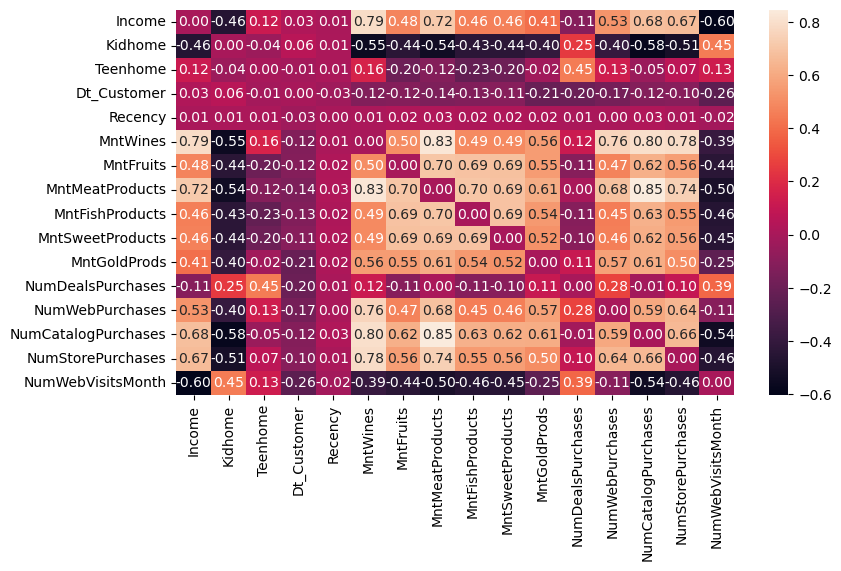 Income 0.00 -0.46 0.12 0.03 0.01 0.79 0.48 0.72 0.46 0.46 0.41 -0.11 0.53 0.68 0.67 -0.60
Kidhome -0.46 0.00 -0.04 0.06 0.01 -0.55 -0.44 -0.54 -0.43 -0.44 -0.40 0.25 -0.40 -0.58 -0.51 0.45
Teenhome 0.12 -0.04 0.00 -0.01 0.01 0.16 -0.20 -0.12 -0.23 -0.20 -0.02 0.45 0.13 -0.05 0.07 0.13
Dt_Customer 0.03 0.06 -0.01 0.00 -0.03 -0.12 -0.12 -0.14 -0.13 -0.11 -0.21 -0.20 -0.17 -0.12 -0.10 -0.26
Recency 0.01 0.01 0.01 -0.03 0.00 0.01 0.02 0.03 0.02 0.02 0.02 0.01 0.00 0.03 0.01 -0.02
MntWines 0.79 -0.55 0.16 -0.12 0.01 0.00 0.50 0.83 0.49 0.49 0.56 0.12 0.76 0.80 0.78 -0.39
MntFruits 0.48 -0.44 -0.20 -0.12 0.02 0.50 0.00 0.70 0.69 0.69 0.55 -0.11 0.47 0.62 0.56 -0.44
MntMeatProducts 0.72 -0.54 -0.12 -0.14 0.03 0.83 0.70 0.00 0.70 0.69 0.61 0.00 0.68 0.85 0.74 -0.50
MntFishProducts 0.46 -0.43 -0.23 -0.13 0.02 0.49 0.69 0.70 0.00 0.69 0.54 -0.11 0.45 0.63 0.55 -0.46
MntSweetProducts 0.46 -0.44 -0.20 -0.11 0.02 0.49 0.69 0.69 0.69 0.00 0.52 -0.10 0.46 0.62 0.56 -0.45
MntGoldProds 0.41 -0.40 -0.02 -0.21 0.02 0.56 0.55 0.61 0.54 0.52 0.00 0.11 0.57 0.61 0.50 -0.25
NumDealsPurchases -0.11 0.25 0.45 -0.20 0.01 0.12 -0.11 0.00 -0.11 -0.10 0.11 0.00 0.28 -0.01 0.10 0.39
NumWebPurchases 0.53 -0.40 0.13 -0.17 0.00 0.76 0.47 0.68 0.45 0.46 0.57 0.28 0.00 0.59 0.64 -0.11
NumCatalogPurchases 0.68 -0.58 -0.05 -0.12 0.03 0.80 0.62 0.85 0.63 0.62 0.61 -0.01 0.59 0.00 0.66 -0.54
NumStorePurchases 0.67 -0.51 0.07 -0.10 0.01 0.78 0.56 0.74 0.55 0.56 0.50 0.10 0.64 0.66 0.00 -0.46
NumWebVisitsMonth -0.60 0.45 0.13 -0.26 -0.02 -0.39 -0.44 -0.50 -0.46 -0.45 -0.25 0.39 -0.11 -0.54 -0.46 0.00
Income
Kidhome
Teenhome
Dt_Customer
Recency
MntWines
MntFruits
MntMeatProducts
MntFishProducts
MntSweetProducts
MntGoldProds
NumDealsPurchases
NumWebPurchases
NumCatalogPurchases
NumStorePurchases
NumWebVisitsMonth
0.8
0.6
0.4
0.2
0.0
−0.2
−0.4
−0.6